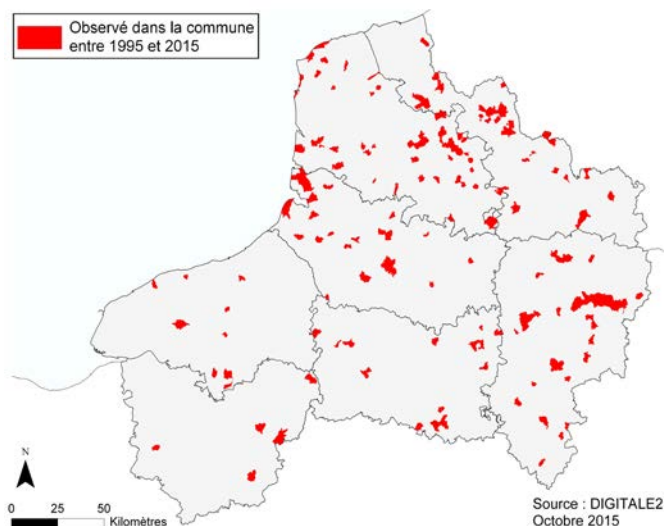 Observé dans la commune
entre 1995 et 2015
N
0 25 50
Kilomètres
Source : DIGITALE2
Octobre 2015